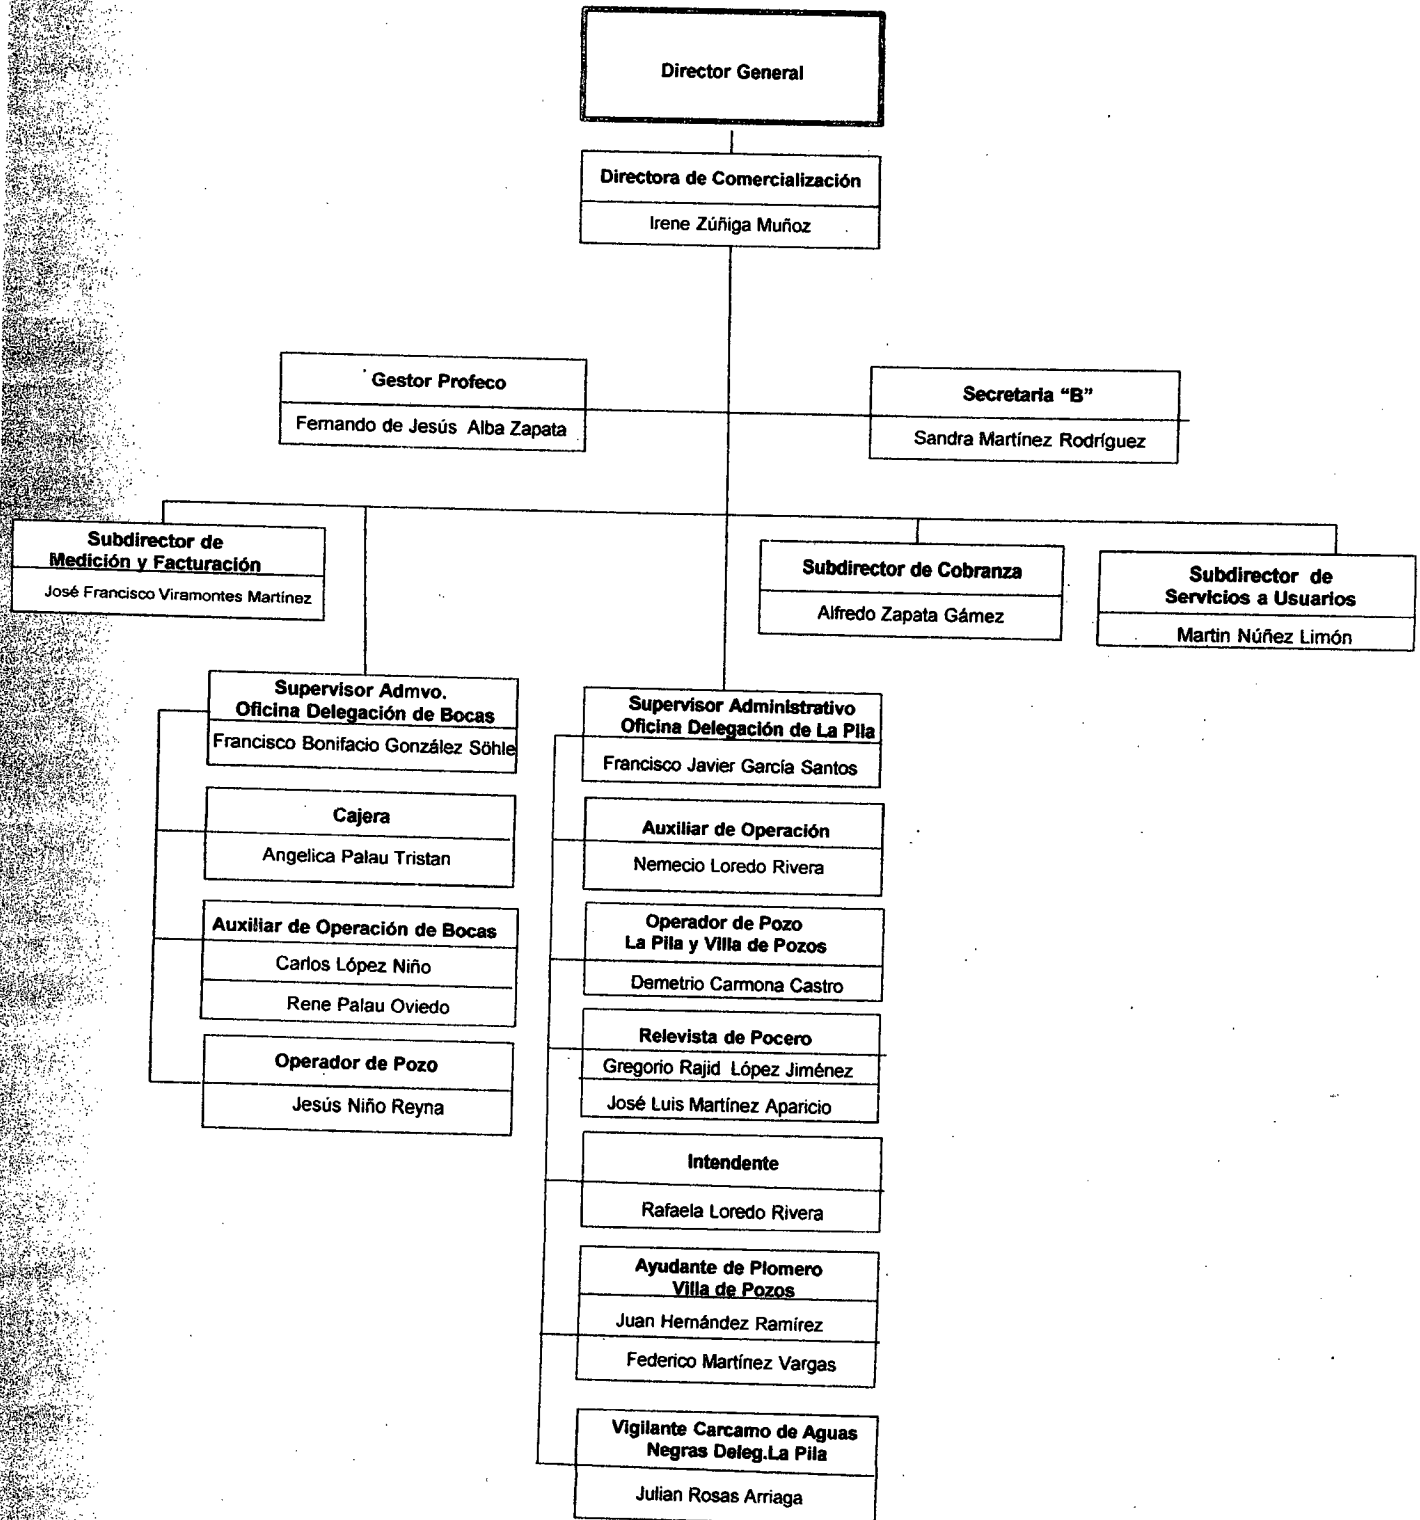 Director General
Directora de Comercialización
Irene Zúñiga Muñoz
Gestor Profeco
Fernando de Jesús Alba Zapata
Secretaria "B"
Sandra Martínez Rodríguez
Subdirector de
Medición y Facturación
José Francisco Viramontes Martínez
Subdirector de Cobranza
Alfredo Zapata Gámez
Subdirector de
Servicios a Usuarios
Martin Núñez Limón
Supervisor Admvo.
Oficina Delegación de Bocas
Francisco Bonifacio González Söhle
Cajera
Angelica Palau Tristan
Auxiliar de Operación de Bocas
Carlos López Niño
Rene Palau Oviedo
Operador de Pozo
Jesús Niño Reyna
Supervisor Administrativo
Oficina Delegación de La Pila
Francisco Javier García Santos
Auxiliar de Operación
Nemecio Loredo Rivera
Operador de Pozo
La Pila y Villa de Pozos
Demetrio Carmona Castro
Relevista de Pocero
Gregorio Rajid López Jiménez
José Luis Martínez Aparicio
Intendente
Rafaela Loredo Rivera
Ayudante de Plomero
Villa de Pozos
Juan Hernández Ramírez
Federico Martínez Vargas
Vigilante Carcamo de Aguas
Negras Deleg.La Pila
Julian Rosas Arriaga